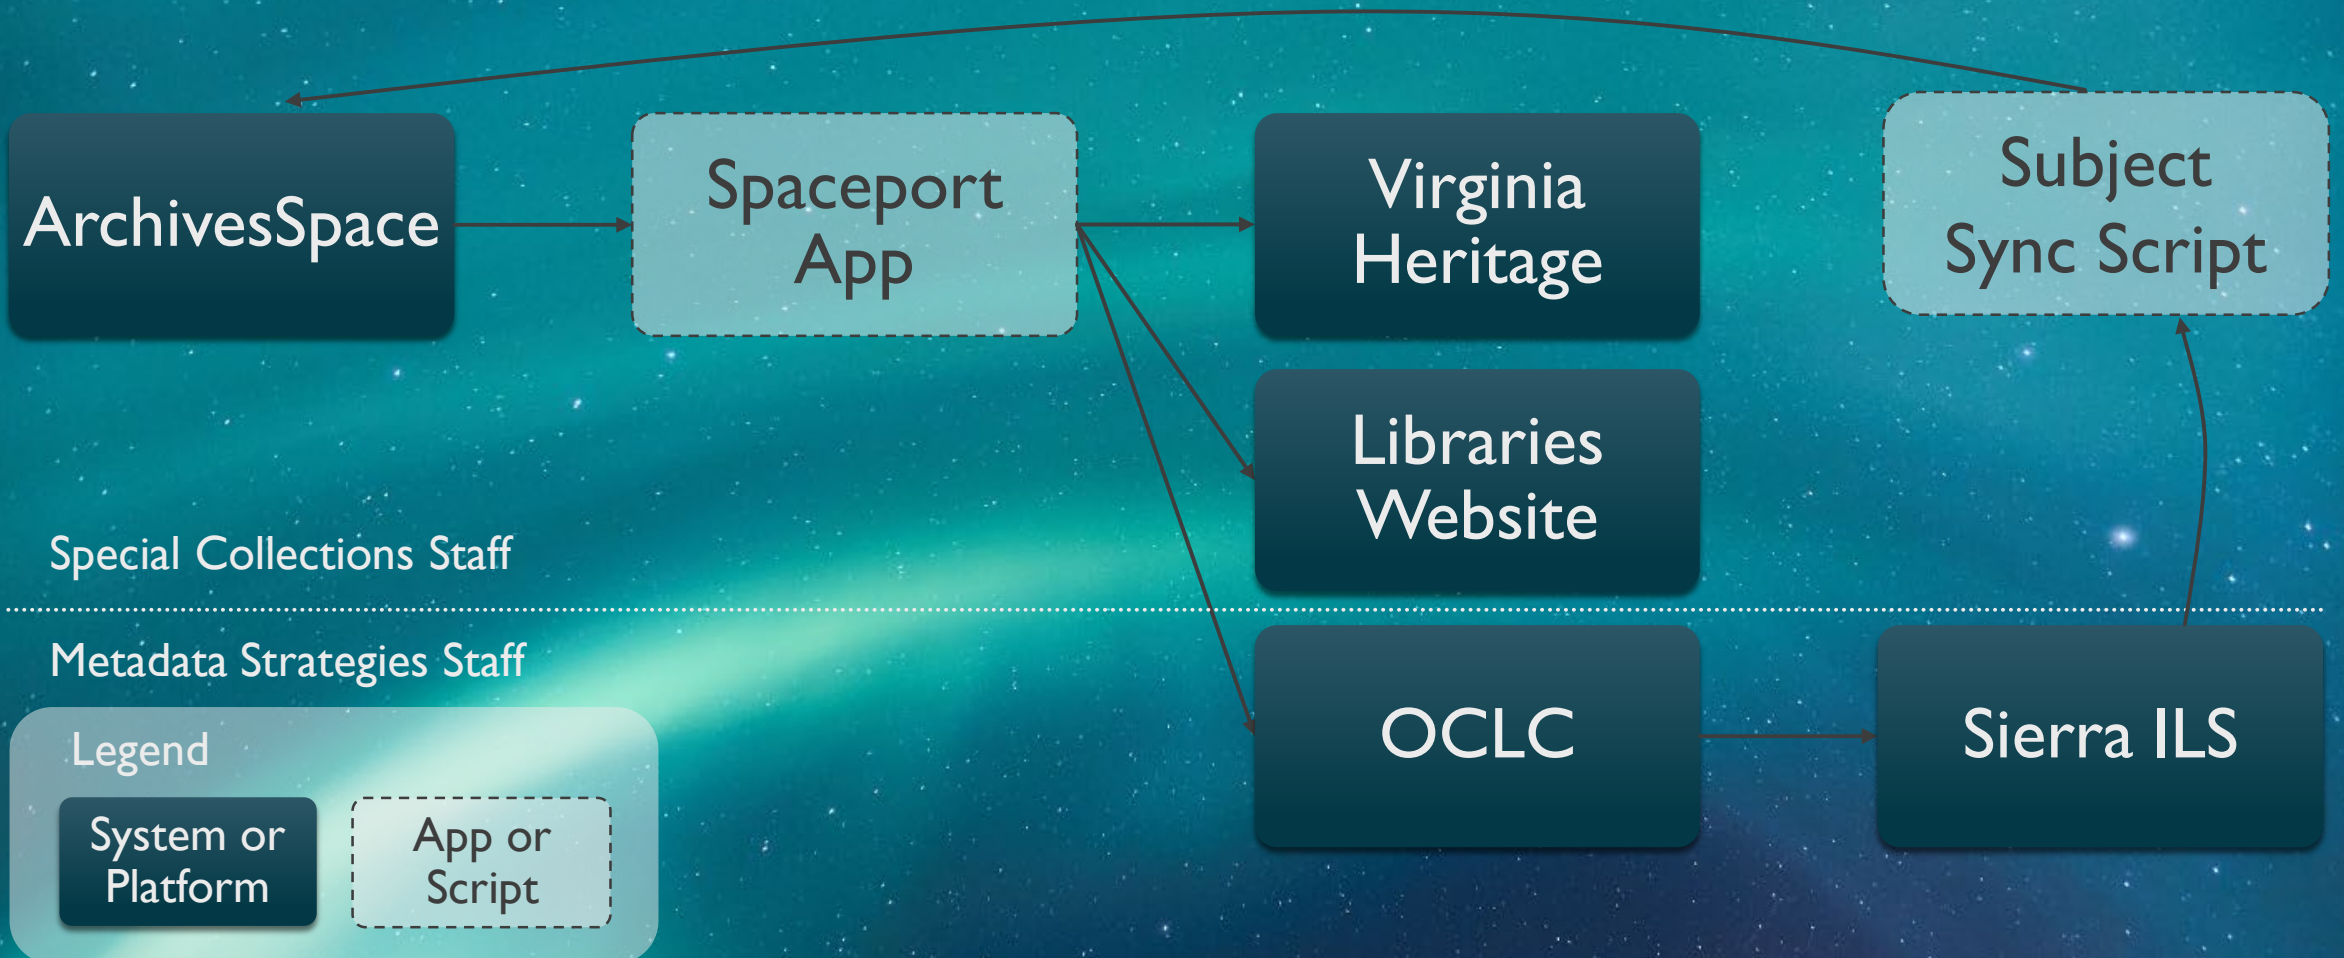 ArchivesSpace
Spaceport
App
Virginia
Heritage
Subject
Sync Script
Libraries
Website
Special Collections Staff
Metadata Strategies Staff
OCLC
Sierra ILS
Legend
System or
Platform
App or
Script